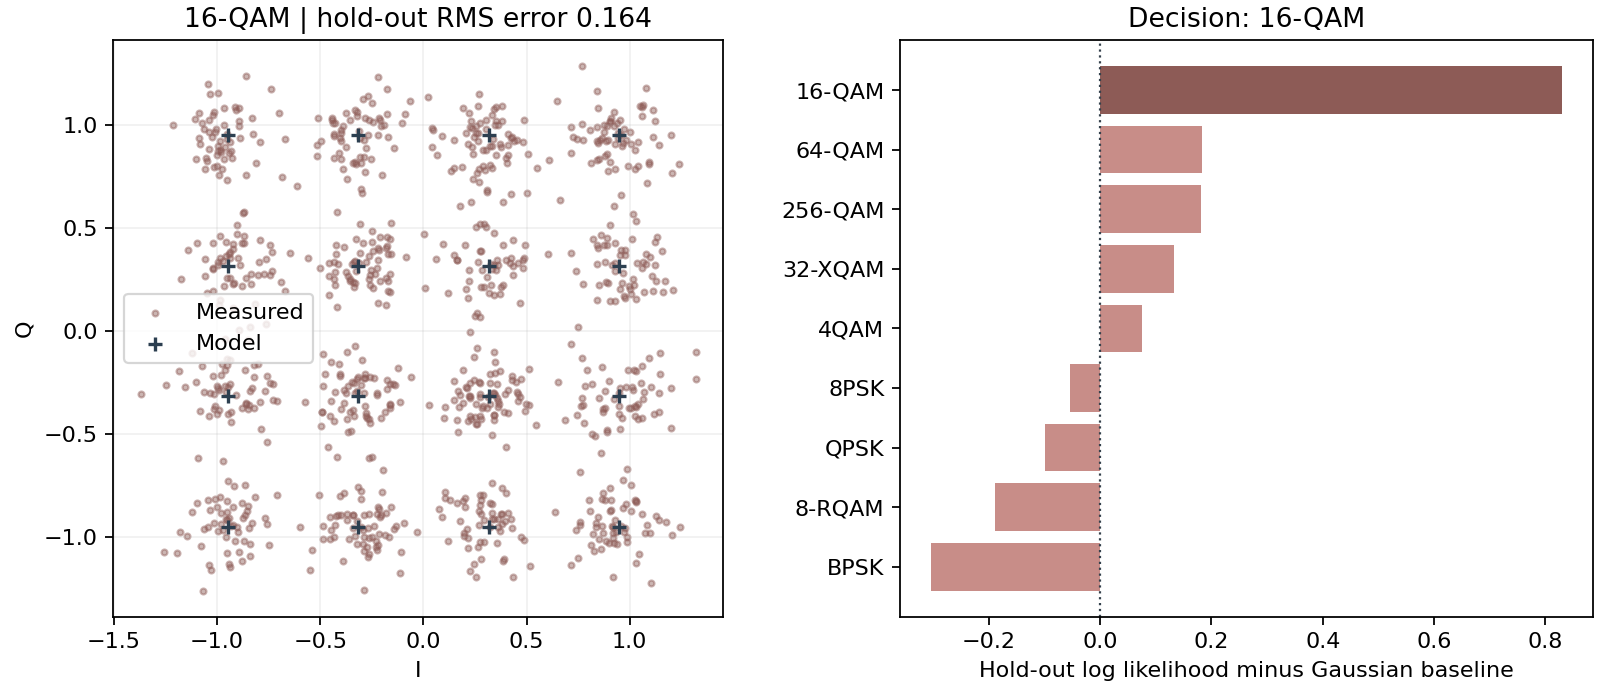 16-QAM | hold-out RMS error 0.164
Q
1.0
0.5
0.0
−0.5
−1.0
Measured
Model
−1.5
−1.0
−0.5
0.0
0.5
1.0
I
Decision: 16-QAM
16-QAM
64-QAM
256-QAM
32-XQAM
4QAM
8PSK
QPSK
8-RQAM
BPSK
−0.2
0.0
0.2
0.4
0.6
0.8
Hold-out log likelihood minus Gaussian baseline